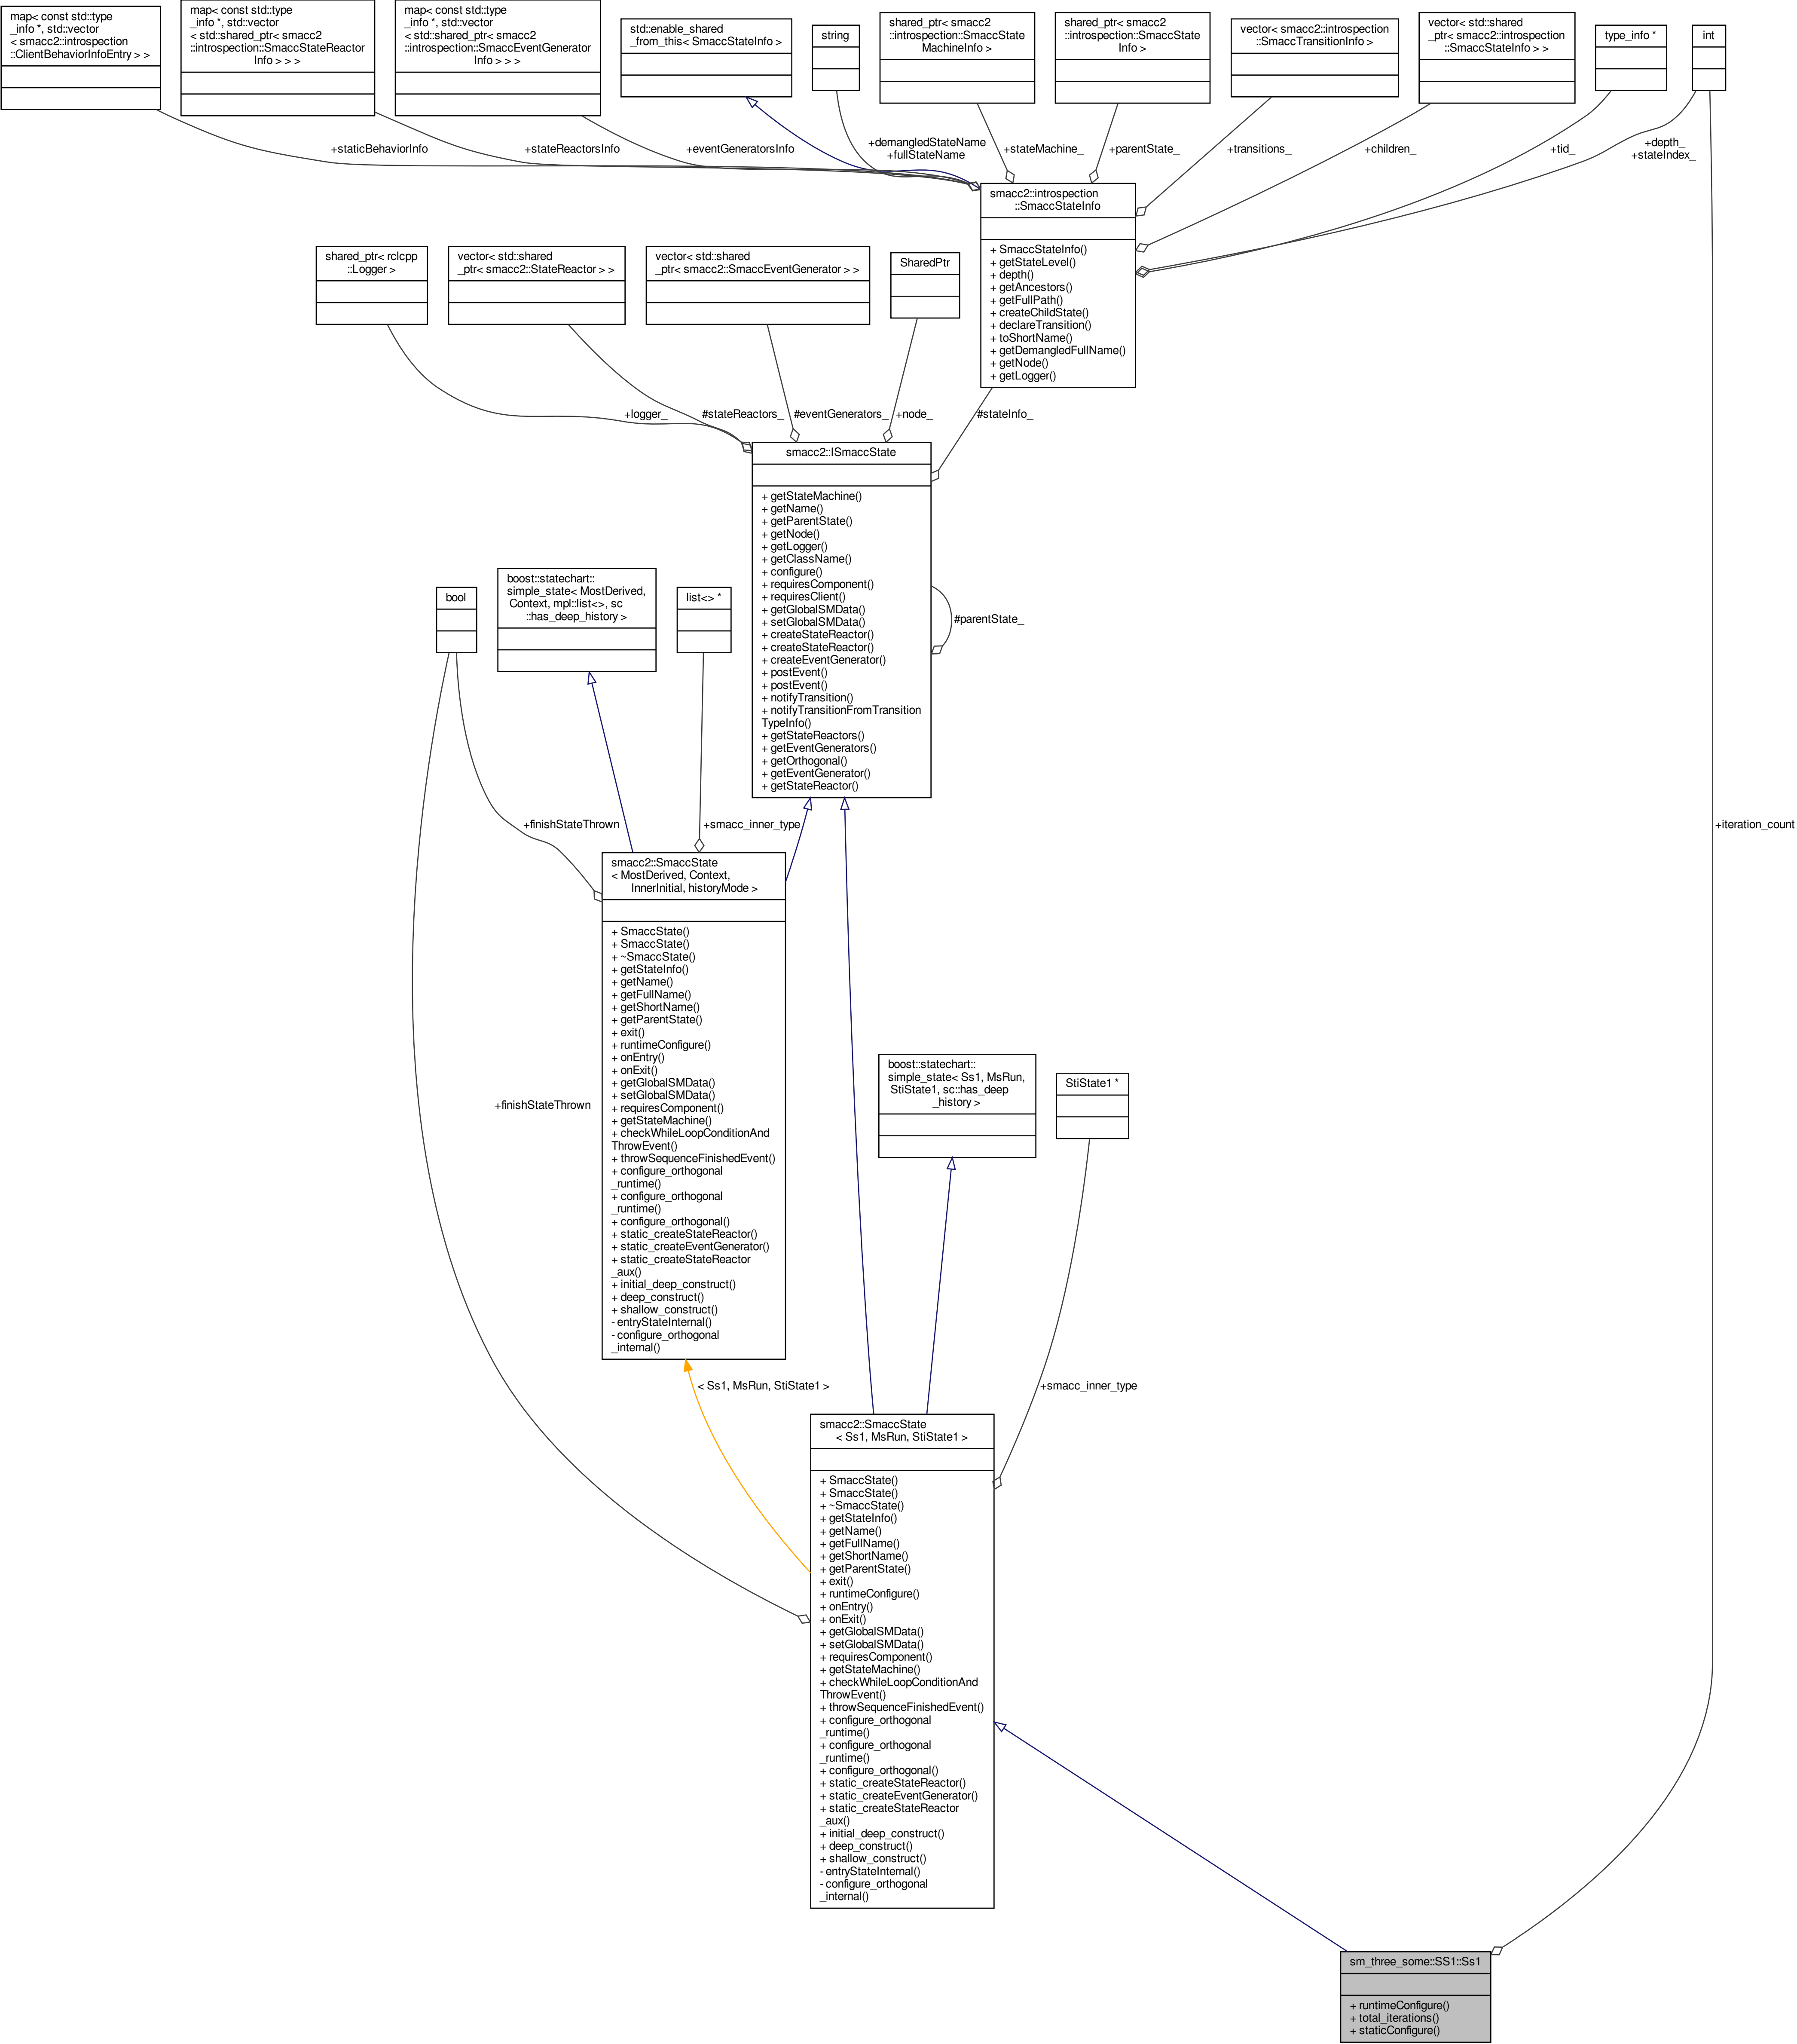 map< const std::type
_info *, std::vector
< smacc2::introspection
::ClientBehaviorInfoEntry > >
map< const std::type
_info *, std::vector
< std::shared_ptr< smacc2
::introspection::SmaccStateReactor
Info > > >
map< const std::type
_info *, std::vector
< std::shared_ptr< smacc2
::introspection::SmaccEventGenerator
Info > > >
std::enable_shared
_from_this< SmaccStateInfo >
string
shared_ptr< smacc2
::introspection::SmaccState
MachineInfo >
shared_ptr< smacc2
::introspection::SmaccState
Info >
vector< smacc2::introspection
::SmaccTransitionInfo >
vector< std::shared
_ptr< smacc2::introspection
::SmaccStateInfo > >
type_info *
int
+staticBehaviorInfo
+stateReactorsInfo
+eventGeneratorsInfo
+demangledStateName
+fullStateName
+stateMachine_
+parentState_
+transitions_
+children_
+tid_
+depth_
+stateIndex_
smacc2::introspection
::SmaccStateInfo
+ SmaccStateInfo()
+ getStateLevel()
+ depth()
+ getAncestors()
+ getFullPath()
+ createChildState()
+ declareTransition()
+ toShortName()
+ getDemangledFullName()
+ getNode()
+ getLogger()
shared_ptr< rclcpp
::Logger >
vector< std::shared
_ptr< smacc2::StateReactor > >
vector< std::shared
_ptr< smacc2::SmaccEventGenerator > >
SharedPtr
+logger_
#stateReactors_
#eventGenerators_
+node_
#stateInfo_
smacc2::ISmaccState
+ getStateMachine()
+ getName()
+ getParentState()
+ getNode()
+ getLogger()
+ getClassName()
+ configure()
+ requiresComponent()
+ requiresClient()
+ getGlobalSMData()
+ setGlobalSMData()
+ createStateReactor()
+ createStateReactor()
+ createEventGenerator()
+ postEvent()
+ postEvent()
+ notifyTransition()
+ notifyTransitionFromTransition
TypeInfo()
+ getStateReactors()
+ getEventGenerators()
+ getOrthogonal()
+ getEventGenerator()
+ getStateReactor()
#parentState_
bool
boost::statechart::
simple_state< MostDerived,
Context, mpl::list<>, sc
::has_deep_history >
list<> *
+finishStateThrown
+smacc_inner_type
+iteration_count
smacc2::SmaccState
< MostDerived, Context,
InnerInitial, historyMode >
+ SmaccState()
+ SmaccState()
+ ~SmaccState()
+ getStateInfo()
+ getName()
+ getFullName()
+ getShortName()
+ getParentState()
+ exit()
+ runtimeConfigure()
+ onEntry()
+ onExit()
+ getGlobalSMData()
+ setGlobalSMData()
+ requiresComponent()
+ getStateMachine()
+ checkWhileLoopConditionAnd
ThrowEvent()
+ throwSequenceFinishedEvent()
+ configure_orthogonal
_runtime()
+ configure_orthogonal
_runtime()
+ configure_orthogonal()
+ static_createStateReactor()
+ static_createEventGenerator()
+ static_createStateReactor
_aux()
+ initial_deep_construct()
+ deep_construct()
+ shallow_construct()
- entryStateInternal()
- configure_orthogonal
_internal()
+finishStateThrown
boost::statechart::
simple_state< Ss1, MsRun,
StiState1, sc::has_deep
_history >
StiState1 *
< Ss1, MsRun, StiState1 >
+smacc_inner_type
smacc2::SmaccState
< Ss1, MsRun, StiState1 >
+ SmaccState()
+ SmaccState()
+ ~SmaccState()
+ getStateInfo()
+ getName()
+ getFullName()
+ getShortName()
+ getParentState()
+ exit()
+ runtimeConfigure()
+ onEntry()
+ onExit()
+ getGlobalSMData()
+ setGlobalSMData()
+ requiresComponent()
+ getStateMachine()
+ checkWhileLoopConditionAnd
ThrowEvent()
+ throwSequenceFinishedEvent()
+ configure_orthogonal
_runtime()
+ configure_orthogonal
_runtime()
+ configure_orthogonal()
+ static_createStateReactor()
+ static_createEventGenerator()
+ static_createStateReactor
_aux()
+ initial_deep_construct()
+ deep_construct()
+ shallow_construct()
- entryStateInternal()
- configure_orthogonal
_internal()
sm_three_some::SS1::Ss1
+ runtimeConfigure()
+ total_iterations()
+ staticConfigure()